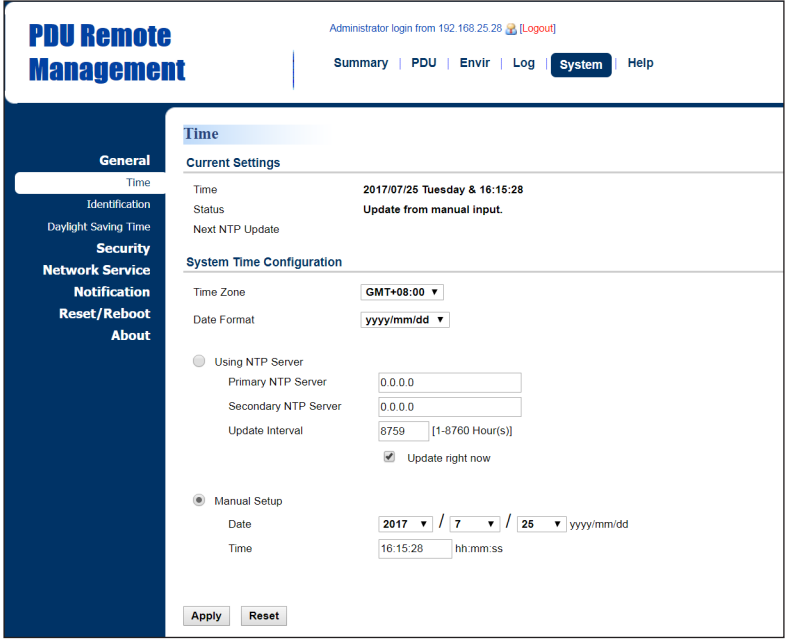 PDU Remote
Management
Administrator login from 192.168.25.28 [Logout]
Summary | PDU | Envir | Log | System | Help
General
Time
Identification
Daylight Saving Time
Security
Network Service
Notification
Reset/Reboot
About
Time
Current Settings
Time 2017/07/25 Tuesday & 16:15:28
Status Update from manual input.
Next NTP Update
System Time Configuration
Time Zone GMT+08:00
Date Format yyyy/mm/dd
Using NTP Server
Primary NTP Server 0.0.0.0
Secondary NTP Server 0.0.0.0
Update Interval 8759 [1-8760 Hour(s)]
Update right now
Manual Setup
Date 2017 / 7 / 25 yyyy/mm/dd
Time 16:15:28 hh:mm:ss
Apply Reset